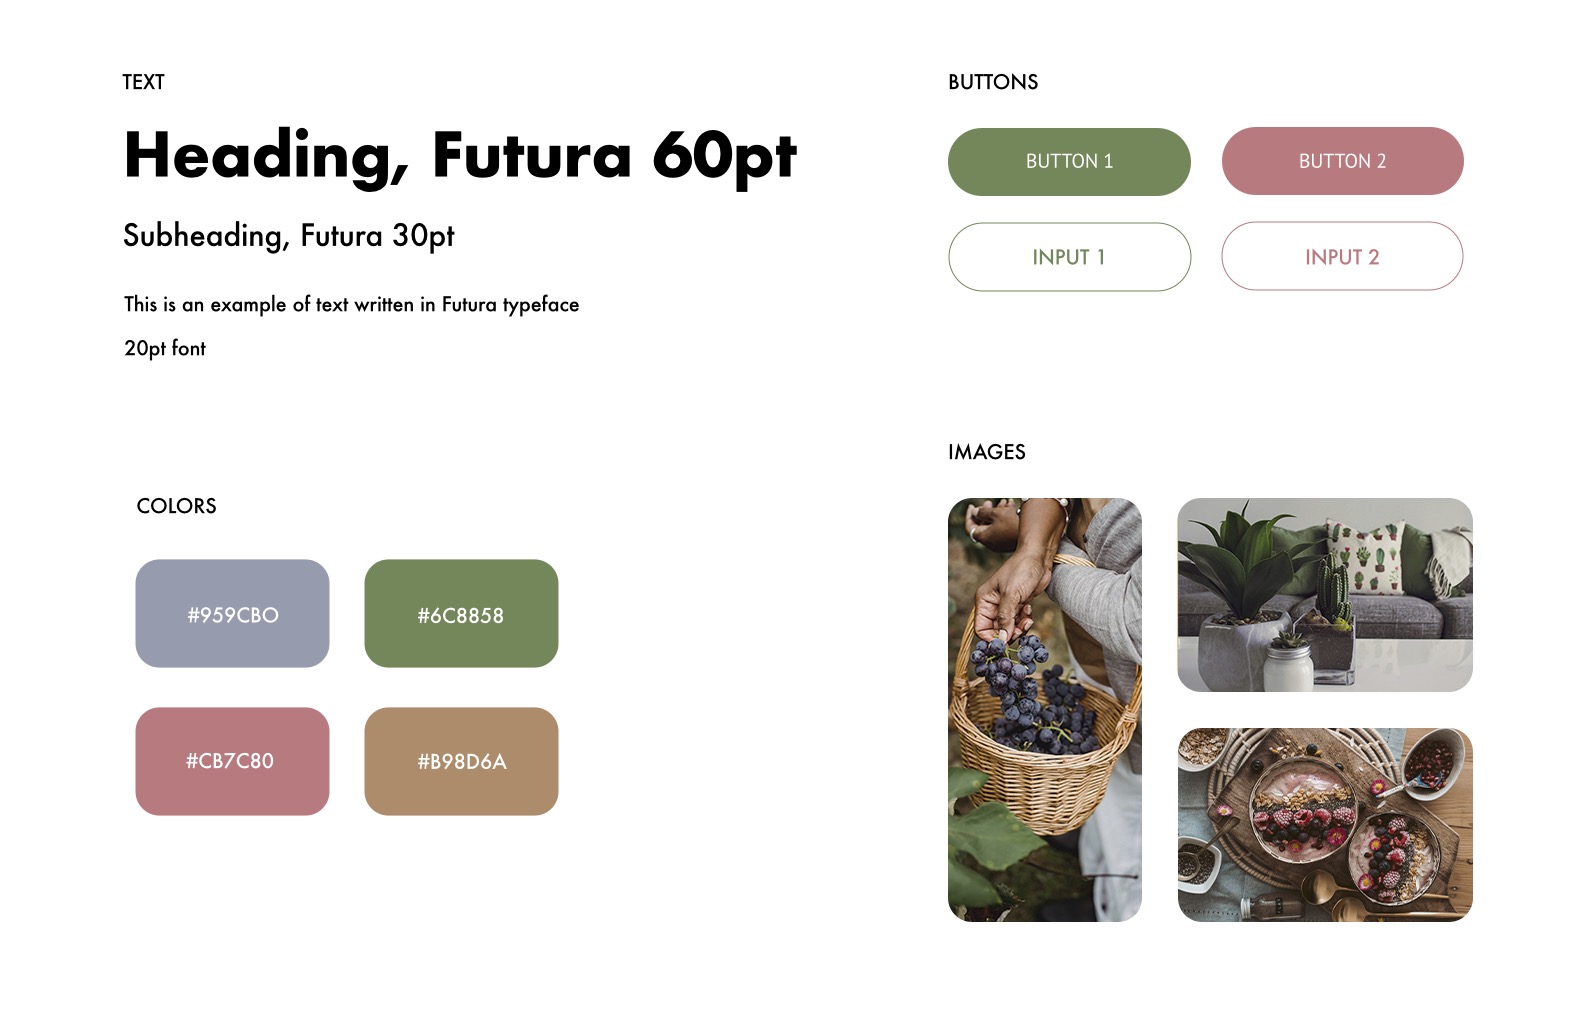 TEXT
Heading, Futura 60pt
Subheading, Futura 30pt
This is an example of text written in Futura typeface
20pt font
COLORS
#959CBO
#6C8858
#CB7C80
#B98D6A
BUTTONS
BUTTON 1
BUTTON 2
INPUT 1
INPUT 2
IMAGES